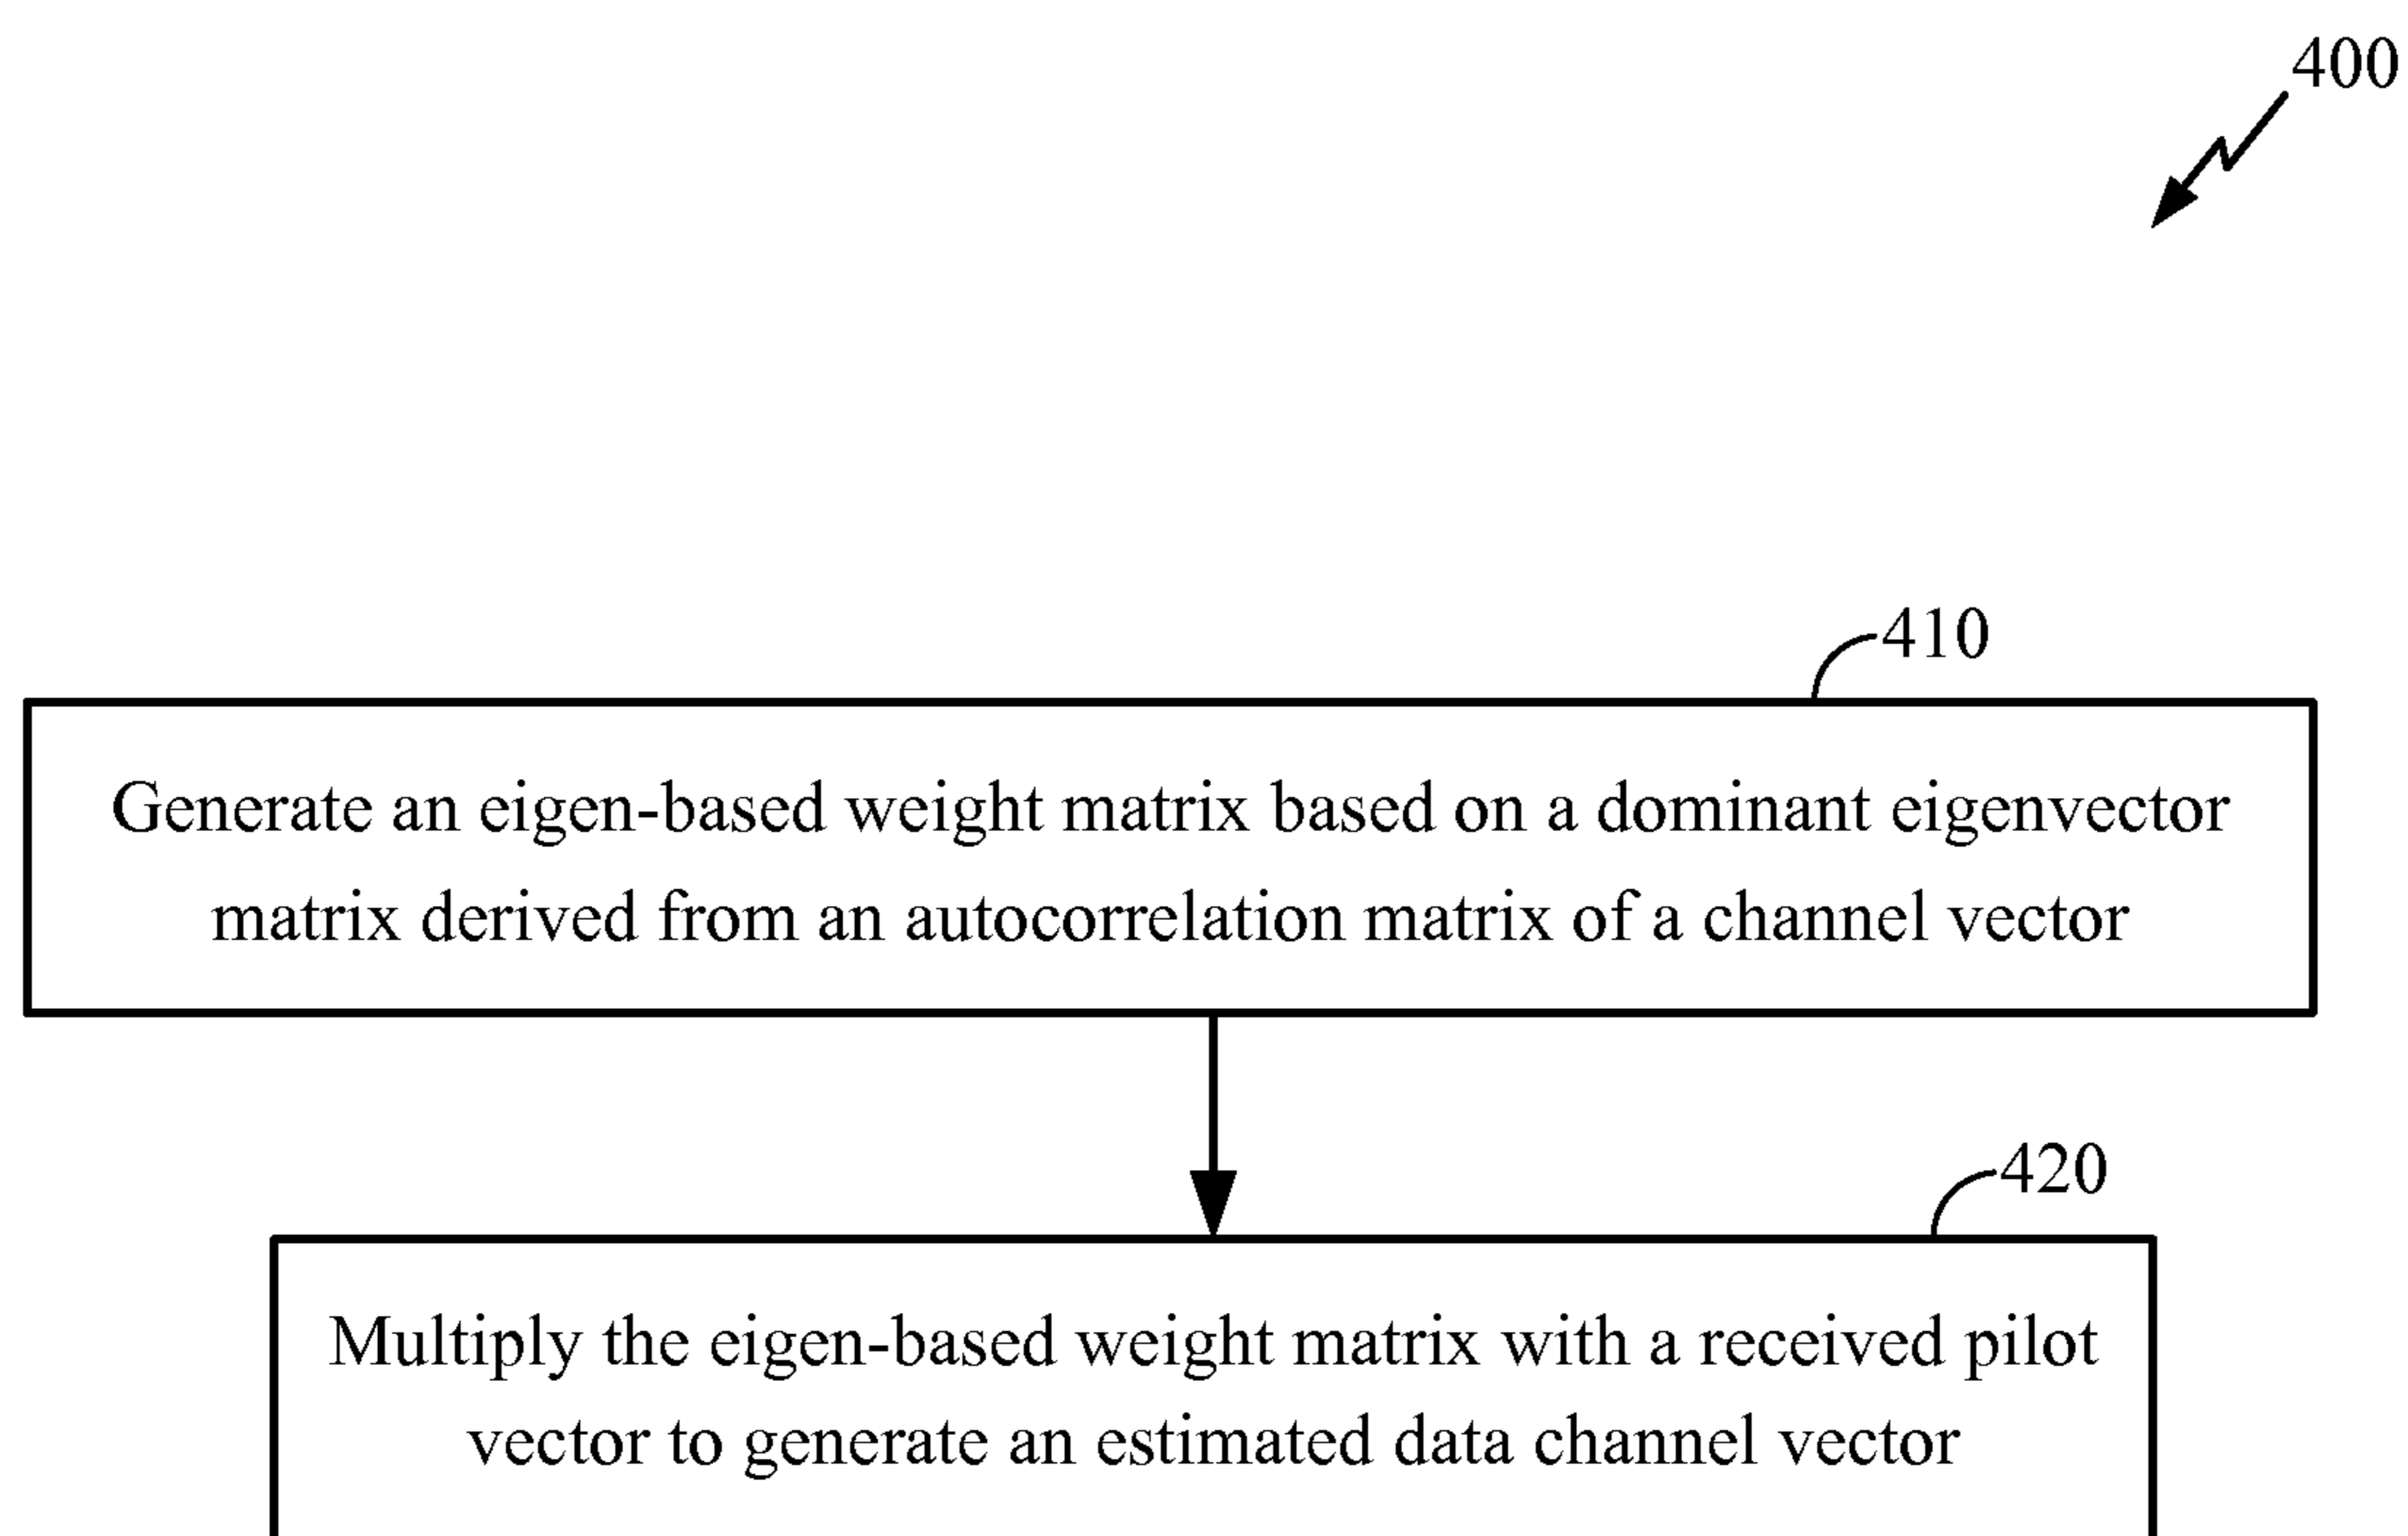 400
410
Generate an eigen-based weight matrix based on a dominant eigenvector
matrix derived from an autocorrelation matrix of a channel vector
420
Multiply the eigen-based weight matrix with a received pilot
vector to generate an estimated data channel vector